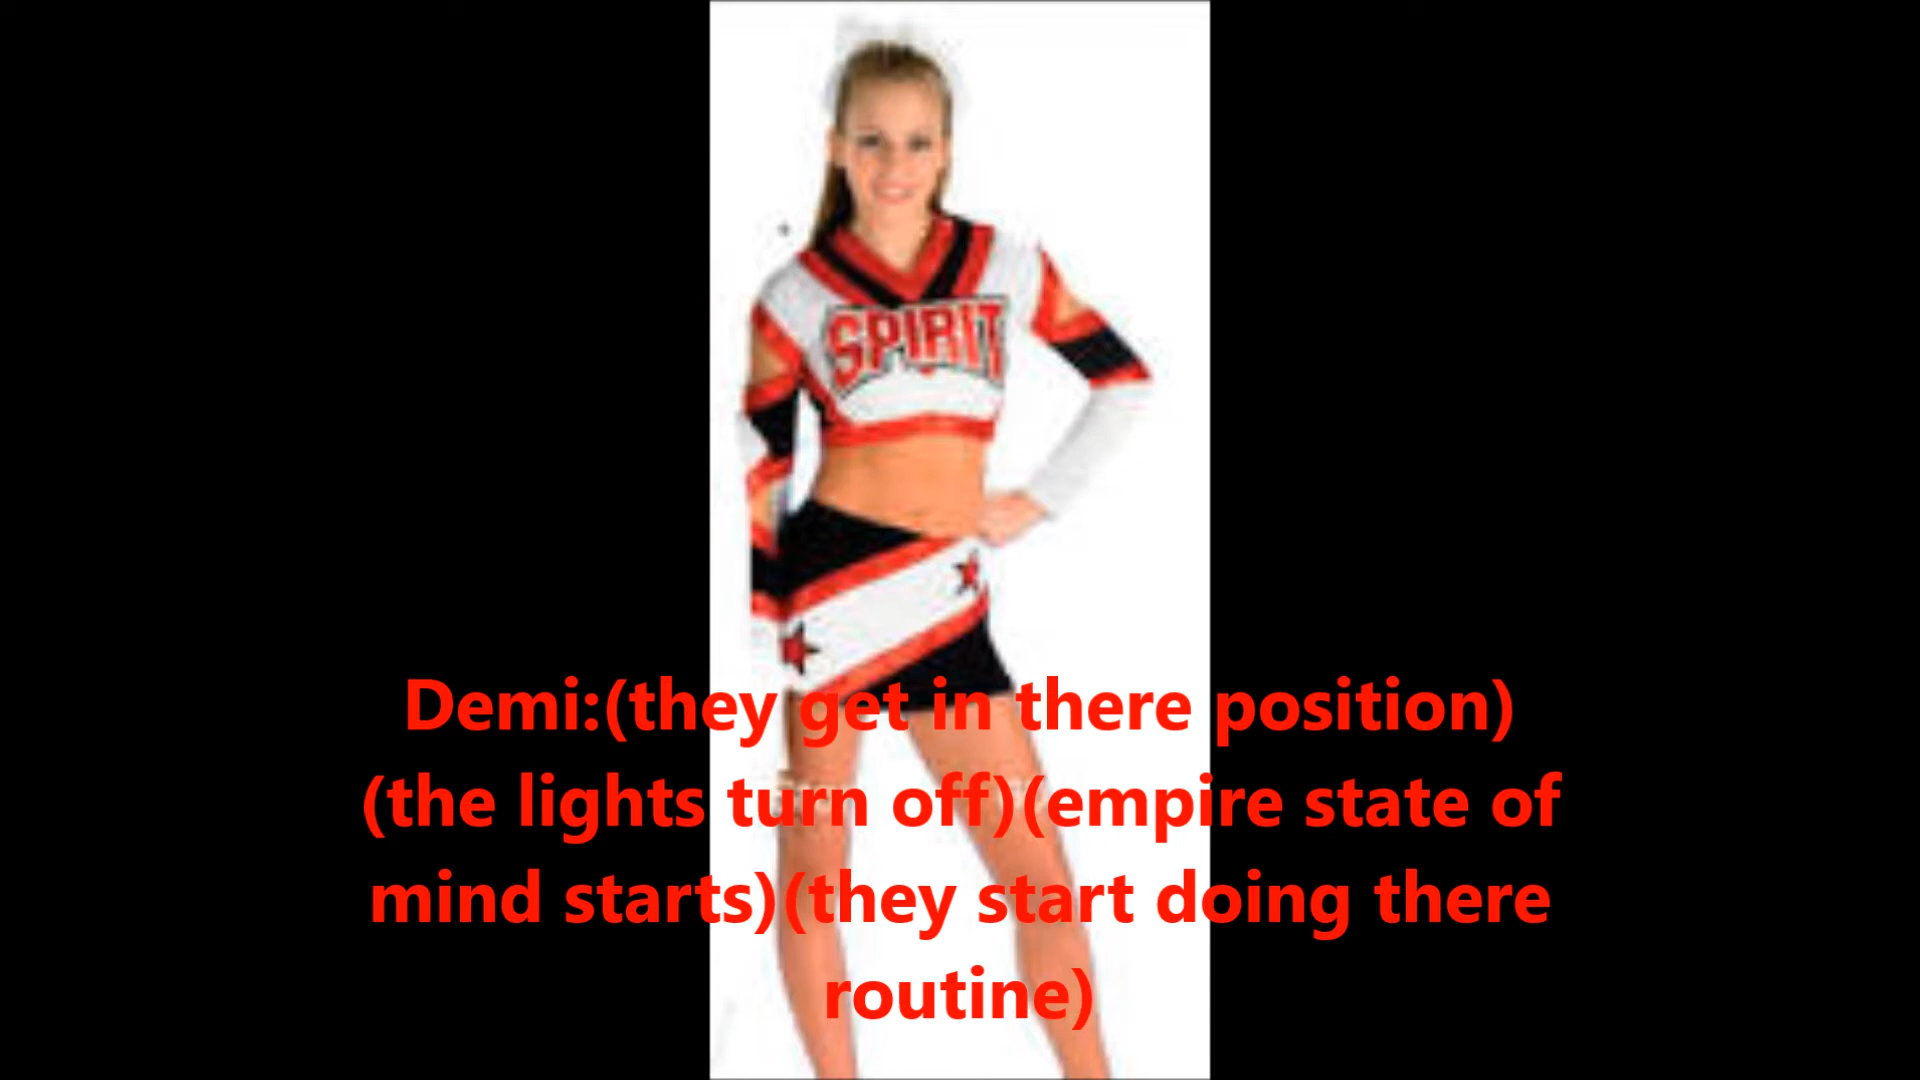 SPIRIT
Demi:(they get in there position)
(the lights turn off)(empire state of
mind starts)(they start doing there
routine)